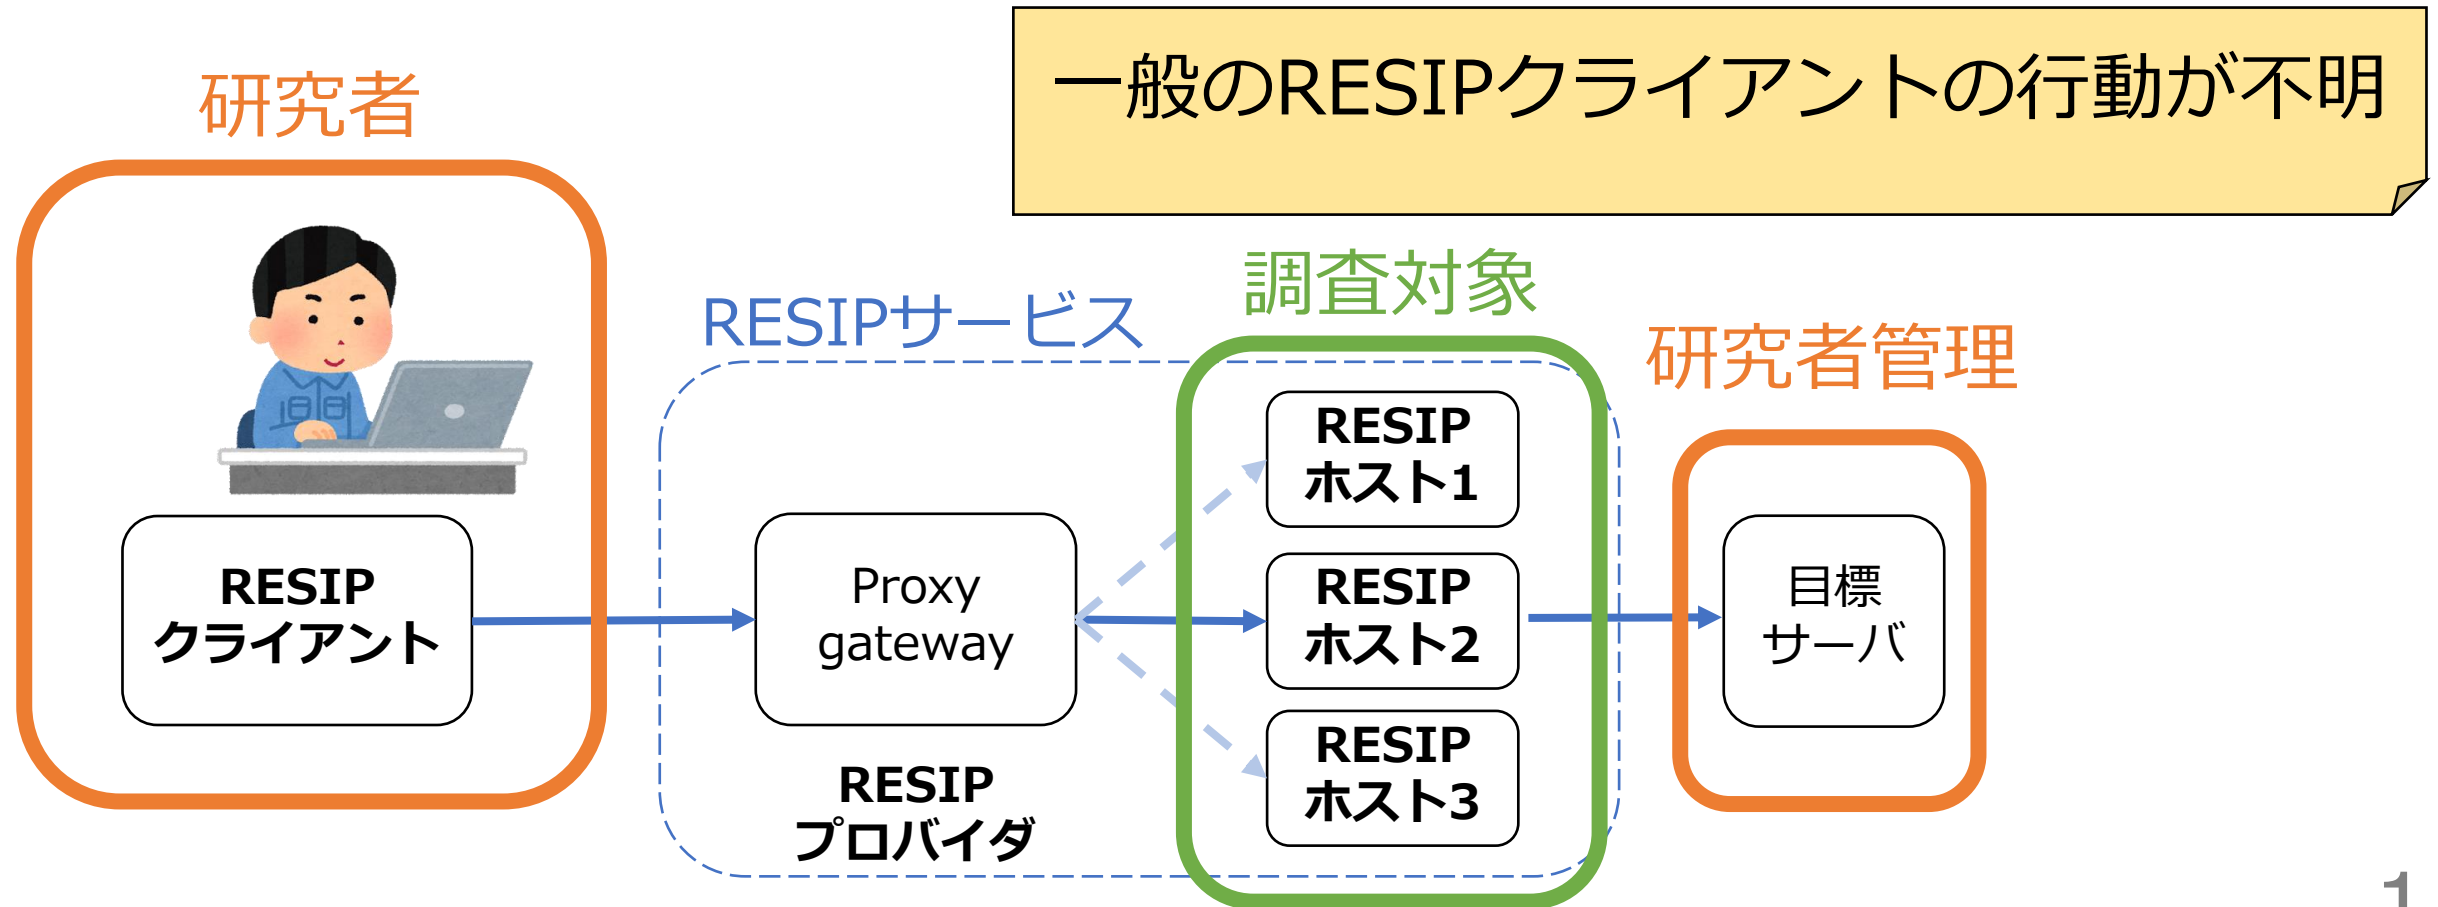 一般のRESIPクライアントの行動が不明
研究者
調査対象
RESIPサービス
研究者管理
RESIP
クライアント
Proxy
gateway
RESIP
プロバイダ
RESIP
ホスト1
RESIP
ホスト2
RESIP
ホスト3
目標
サーバ